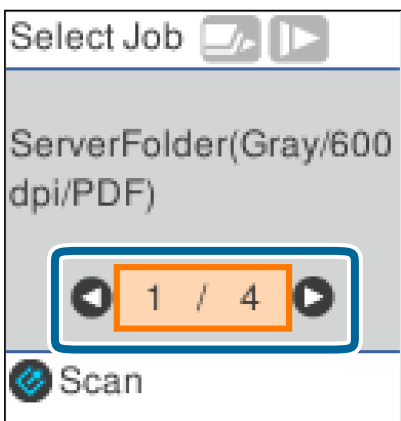 Select Job
ServerFolder(Gray/600
dpi/PDF)
1 / 4
Scan